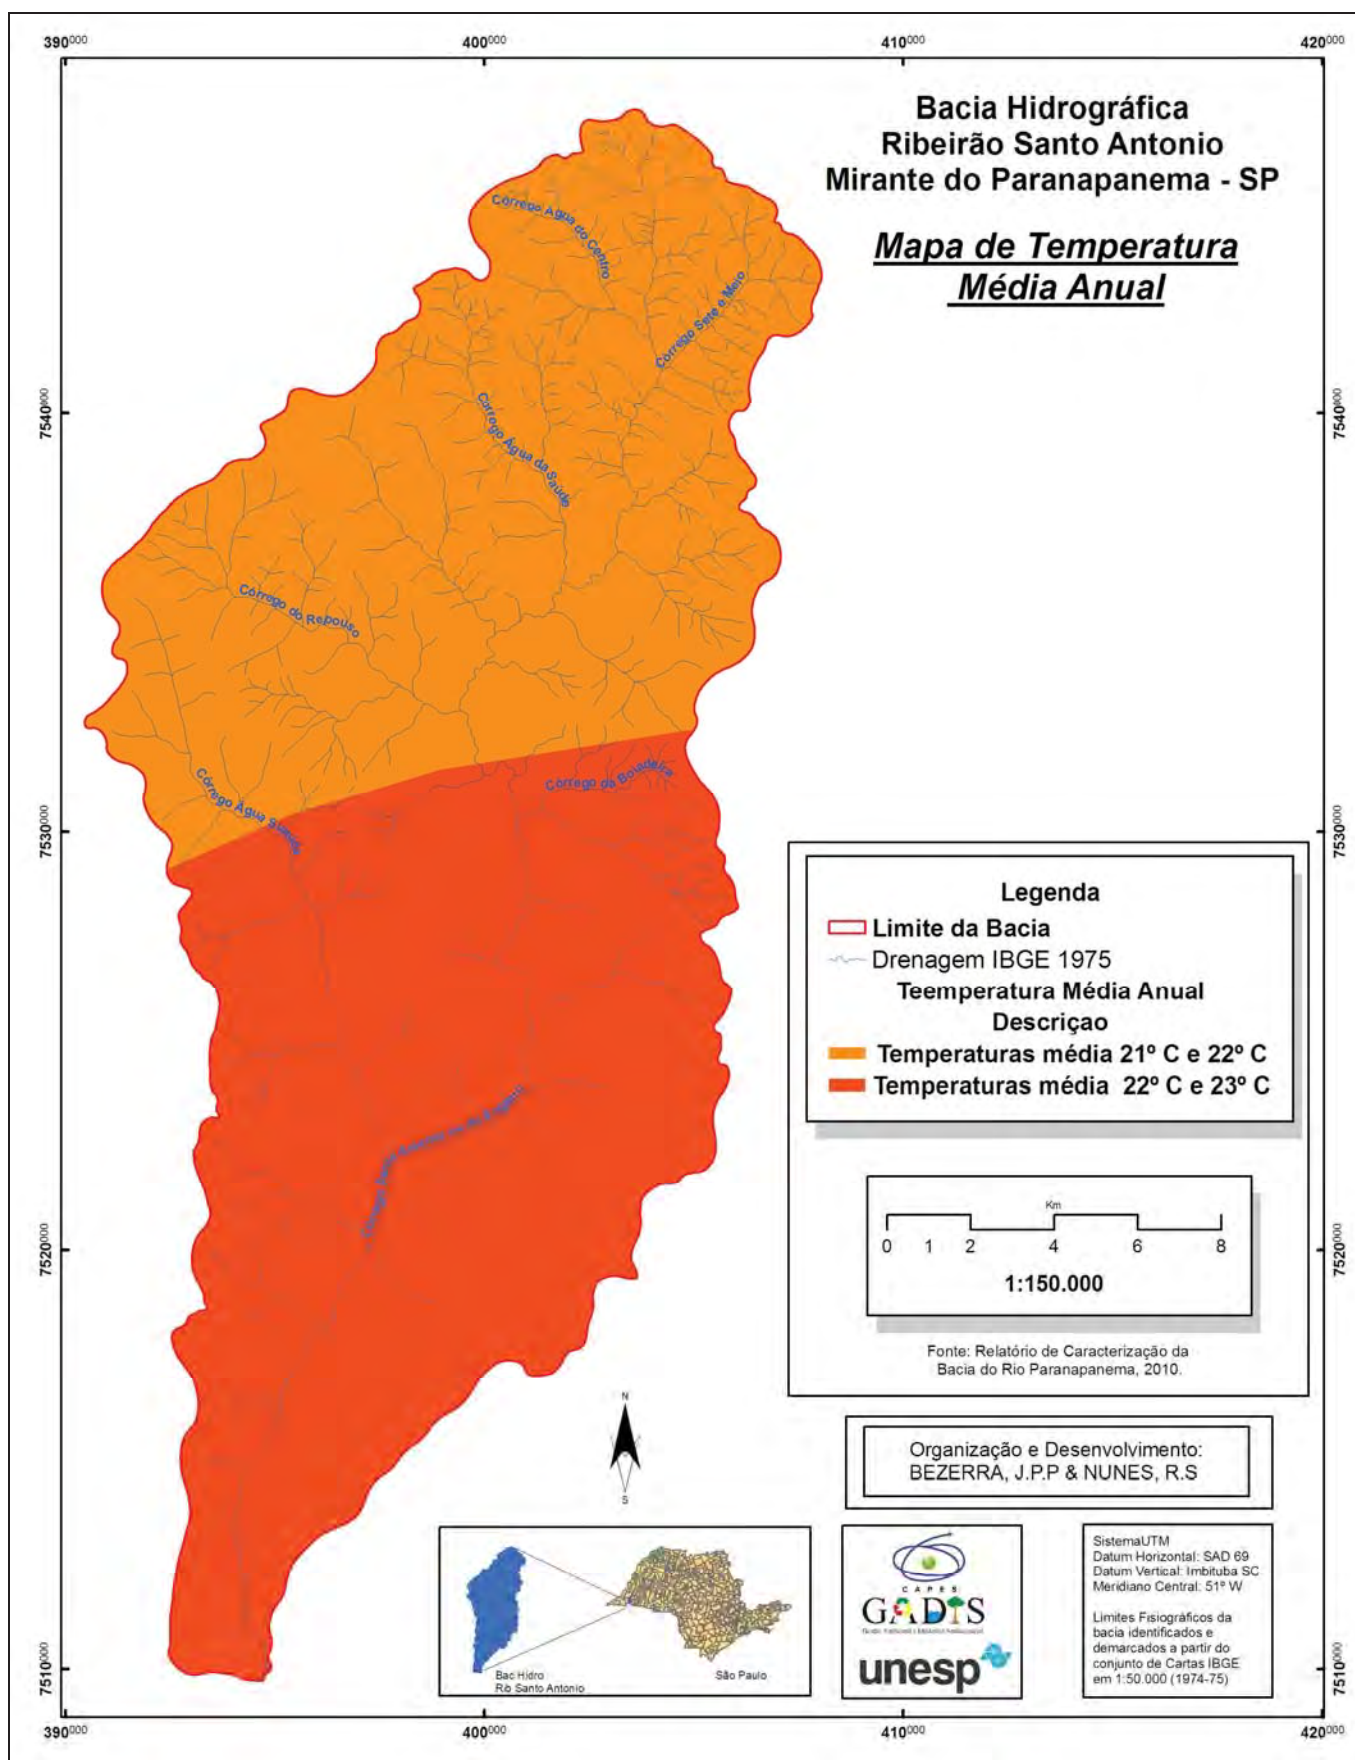 390000
400000
410000
420000
Bacia Hidrográfica
Ribeirão Santo Antonio
Mirante do Paranapanema - SP
Mapa de Temperatura
Média Anual
Córrego Água do Centro
Córrego Sete e Meio
Córrego Água da Saúde
Córrego do Repouso
Córrego da Boiadeira
Córrego Água
7540000
7540000
7530000
7530000
7520000
7520000
7510000
7510000
Legenda
Limite da Bacia
Drenagem IBGE 1975
Teemperatura Média Anual
Descriçao
Temperaturas média 21º C e 22º C
Temperaturas média 22º C e 23º C
Km
0 1 2 4 6 8
1:150.000
Fonte: Relatório de Caracterização da
Bacia do Rio Paranapanema, 2010.
N
S
Organização e Desenvolvimento:
BEZERRA, J.P.P & NUNES, R.S
Bac Hidro
Rib Santo Antonio
São Paulo
CAPES
GADIS
unesp
SistemaUTM
Datum Horizontal: SAD 69
Datum Vertical: Imbituba SC
Meridiano Central: 51º W
Limites Fisiográficos da
bacia identificados e
demarcados a partir do
conjunto de Cartas IBGE
em 1:50.000 (1974-75)
390000
400000
410000
420000